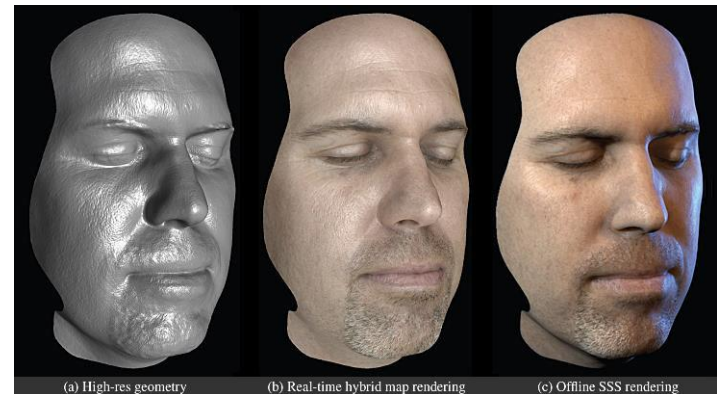 (a) High-res geometry
(b) Real-time hybrid map rendering
(c) Offline SSS rendering